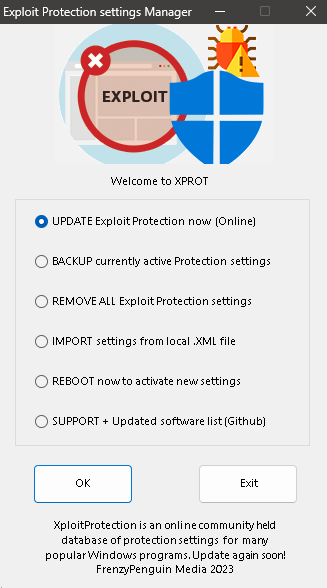 Exploit Protection settings Manager
EXPLOIT
Welcome to XPROT
UPDATE Exploit Protection now (Online)
BACKUP currently active Protection settings
REMOVE ALL Exploit Protection settings
IMPORT settings from local .XML file
REBOOT now to activate new settings
SUPPORT + Updated software list (Github)
OK
Exit
XploitProtection is an online community held
database of protection settings for many
popular Windows programs. Update again soon!
FrenzyPenguin Media 2023